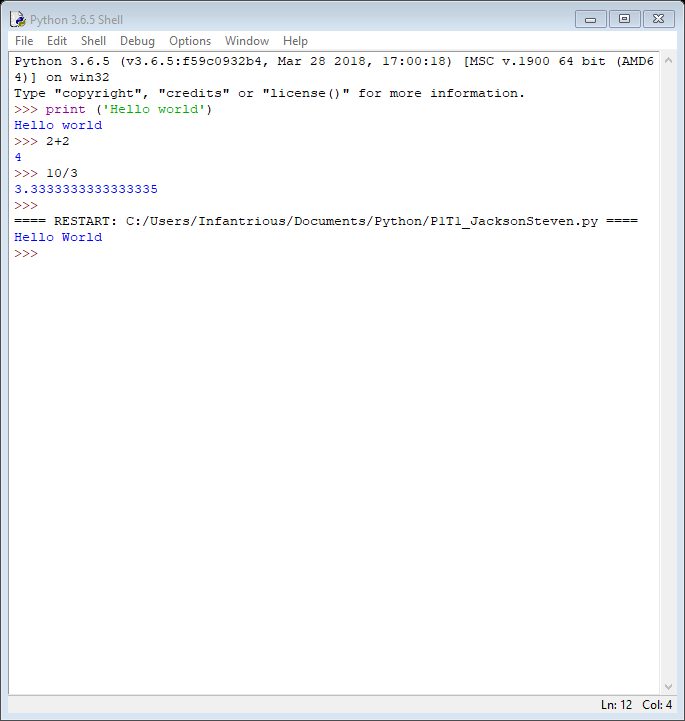 Python 3.6.5 Shell
File Edit Shell Debug Options Window Help
Python 3.6.5 (v3.6.5:f59c0932b4, Mar 28 2018, 17:00:18) [MSC v.1900 64 bit (AMD6
4)] on win32
Type "copyright", "credits" or "license()" for more information.
>>> print ('Hello world')
Hello world
>>> 2+2
4
>>> 10/3
3.3333333333333335
>>>
==== RESTART: C:/Users/Infantrious/Documents/Python/P1T1_JacksonSteven.py ====
Hello World
>>>
Ln: 12 Col: 4